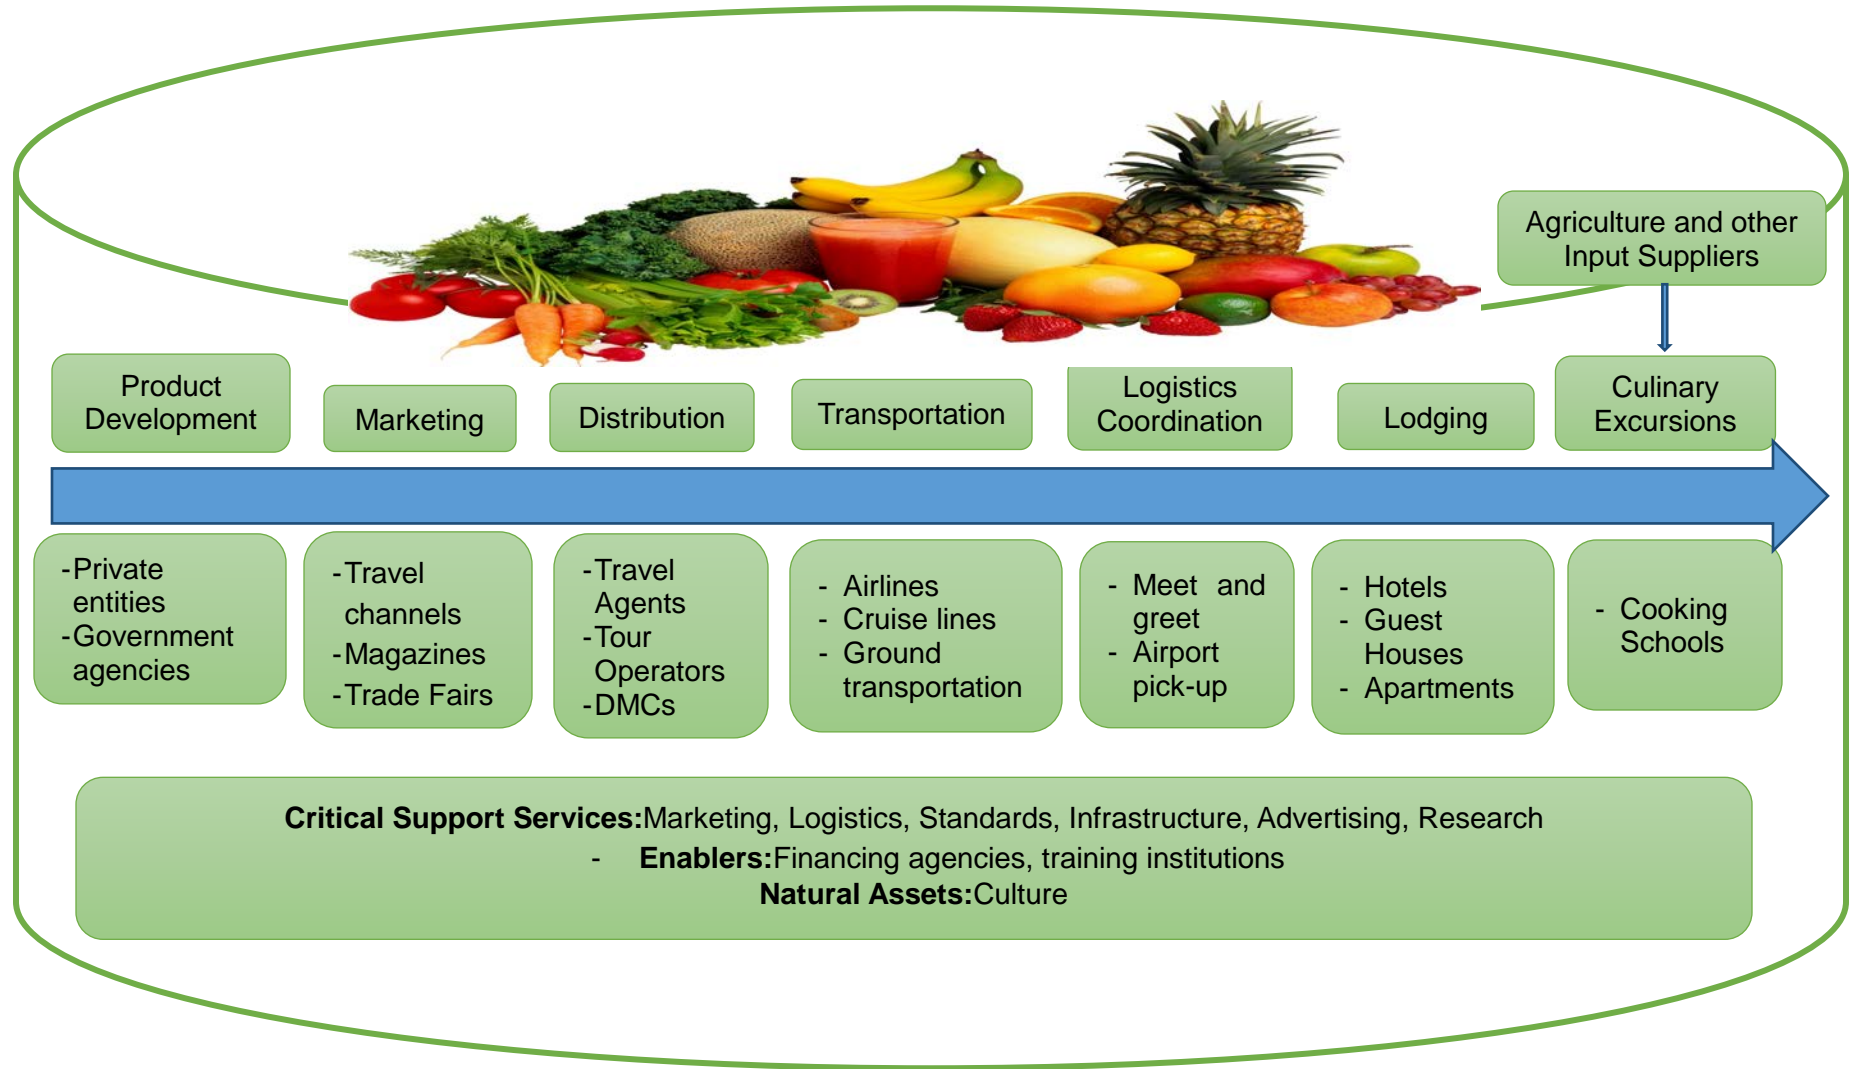 Agriculture and other
Input Suppliers
Product
Development
Marketing
Distribution
Transportation
Logistics
Coordination
Lodging
Culinary
Excursions
-Private
entities
-Government
agencies
-Travel
channels
-Magazines
-Trade Fairs
-Travel
Agents
-Tour
Operators
-DMCs
- Airlines
- Cruise lines
- Ground
transportation
- Meet and
greet
- Airport
pick-up
- Hotels
- Guest
Houses
- Apartments
- Cooking
Schools
Critical Support Services:Marketing, Logistics, Standards, Infrastructure, Advertising, Research
- Enablers:Financing agencies, training institutions
Natural Assets:Culture